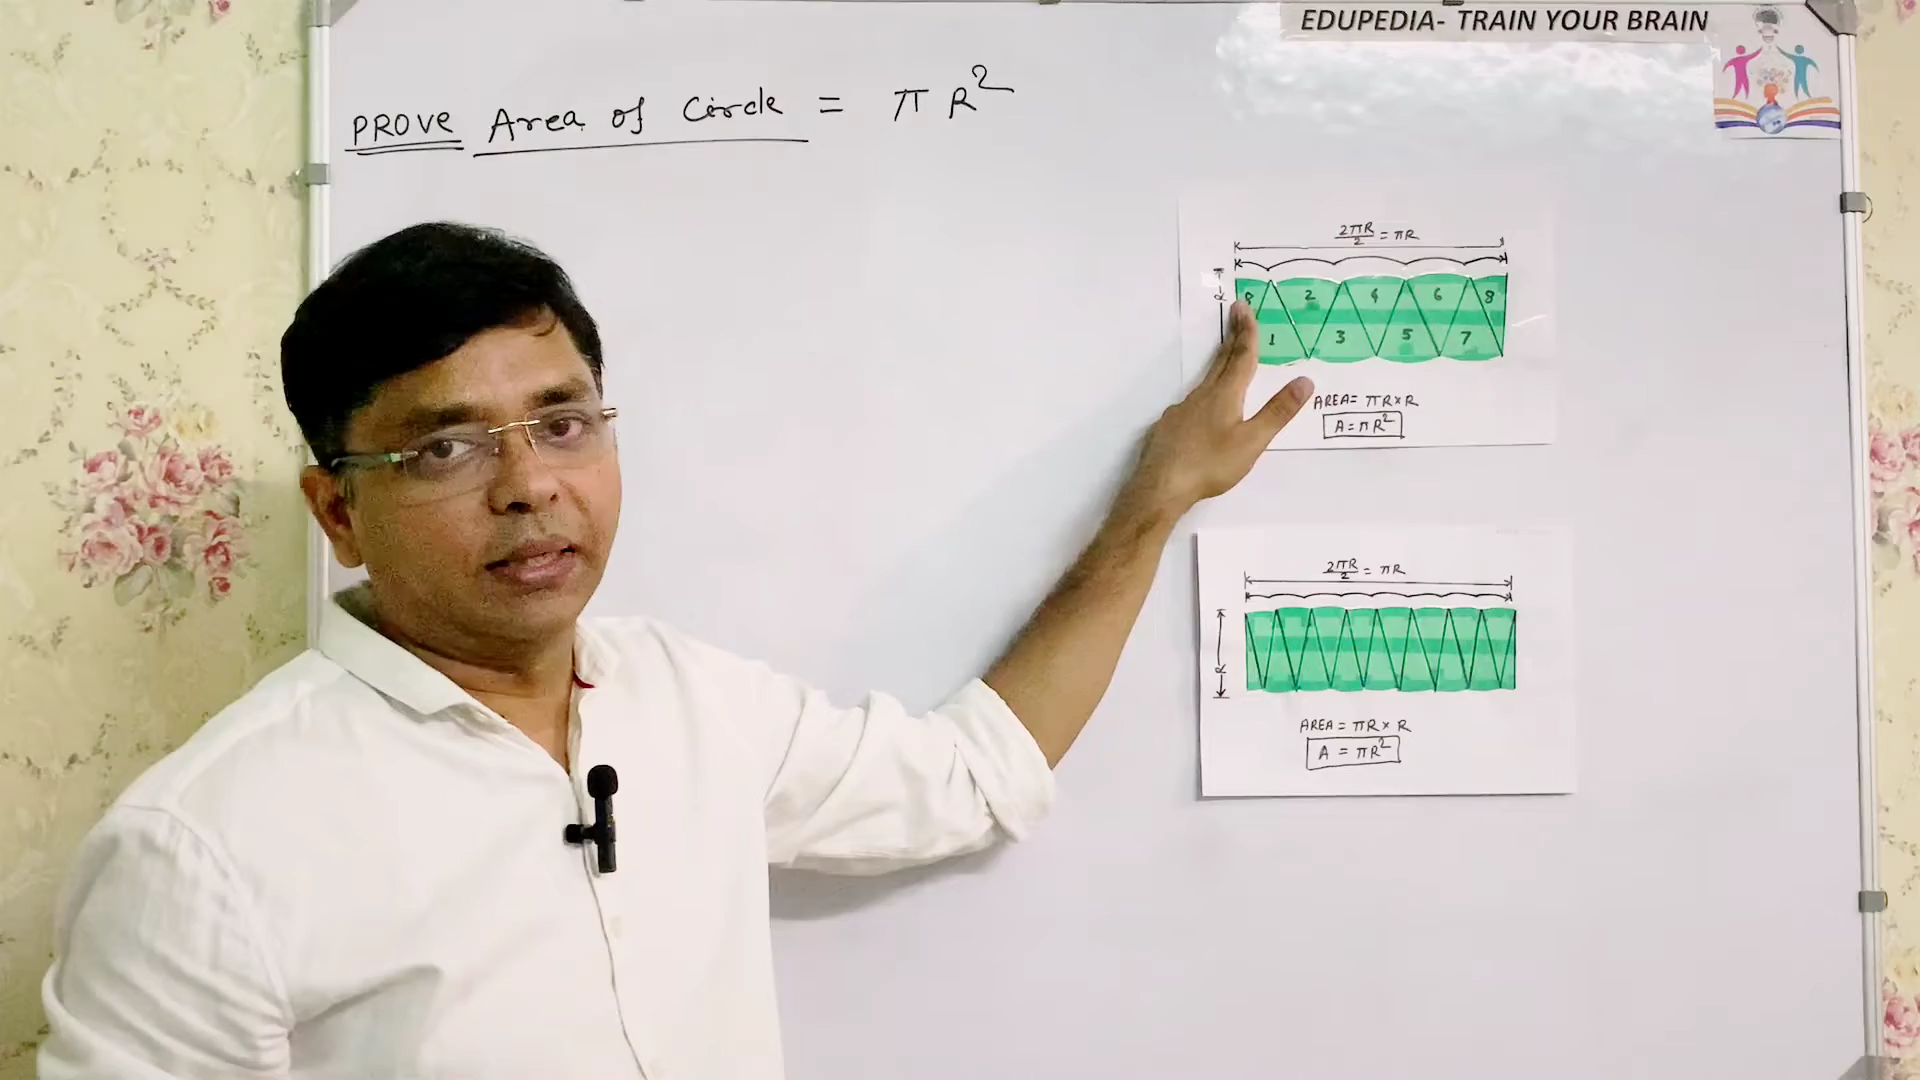 EDUPEDIA- TRAIN YOUR BRAIN
PROVE Area of Circle = πR²
2πR/2 = πR
8 2 4 6 8
1 3 5 7
R
AREA= πR×R
A=πR²
2πR/2 = πR
R
AREA = πR× R
A = πR²